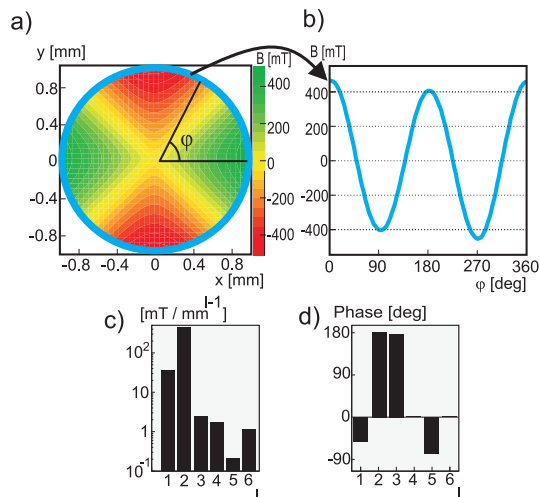 a)
y [mm]
0.8
0.4
0
-0.4
-0.8
-0.8 -0.4 0 0.4 0.8
x [mm]
φ
B [mT]
400
200
0
-200
-400
b)
B [mT]
400
200
0
-200
-400
0 90 180 270 360
φ [deg]
c)
[mT / mm l-1]
10²
10¹
1
10-1
1 2 3 4 5 6
l
d)
Phase [deg]
180
90
0
-90
1 2 3 4 5 6
l